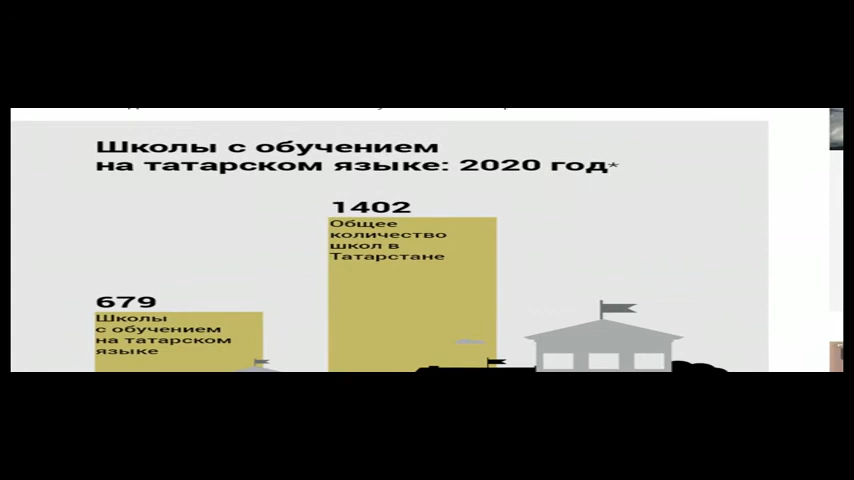 Школы с обучением
на татарском языке: 2020 год*
1402
Общее
количество
школ в
Татарстане
679
Школы
с обучением
на татарском
языке